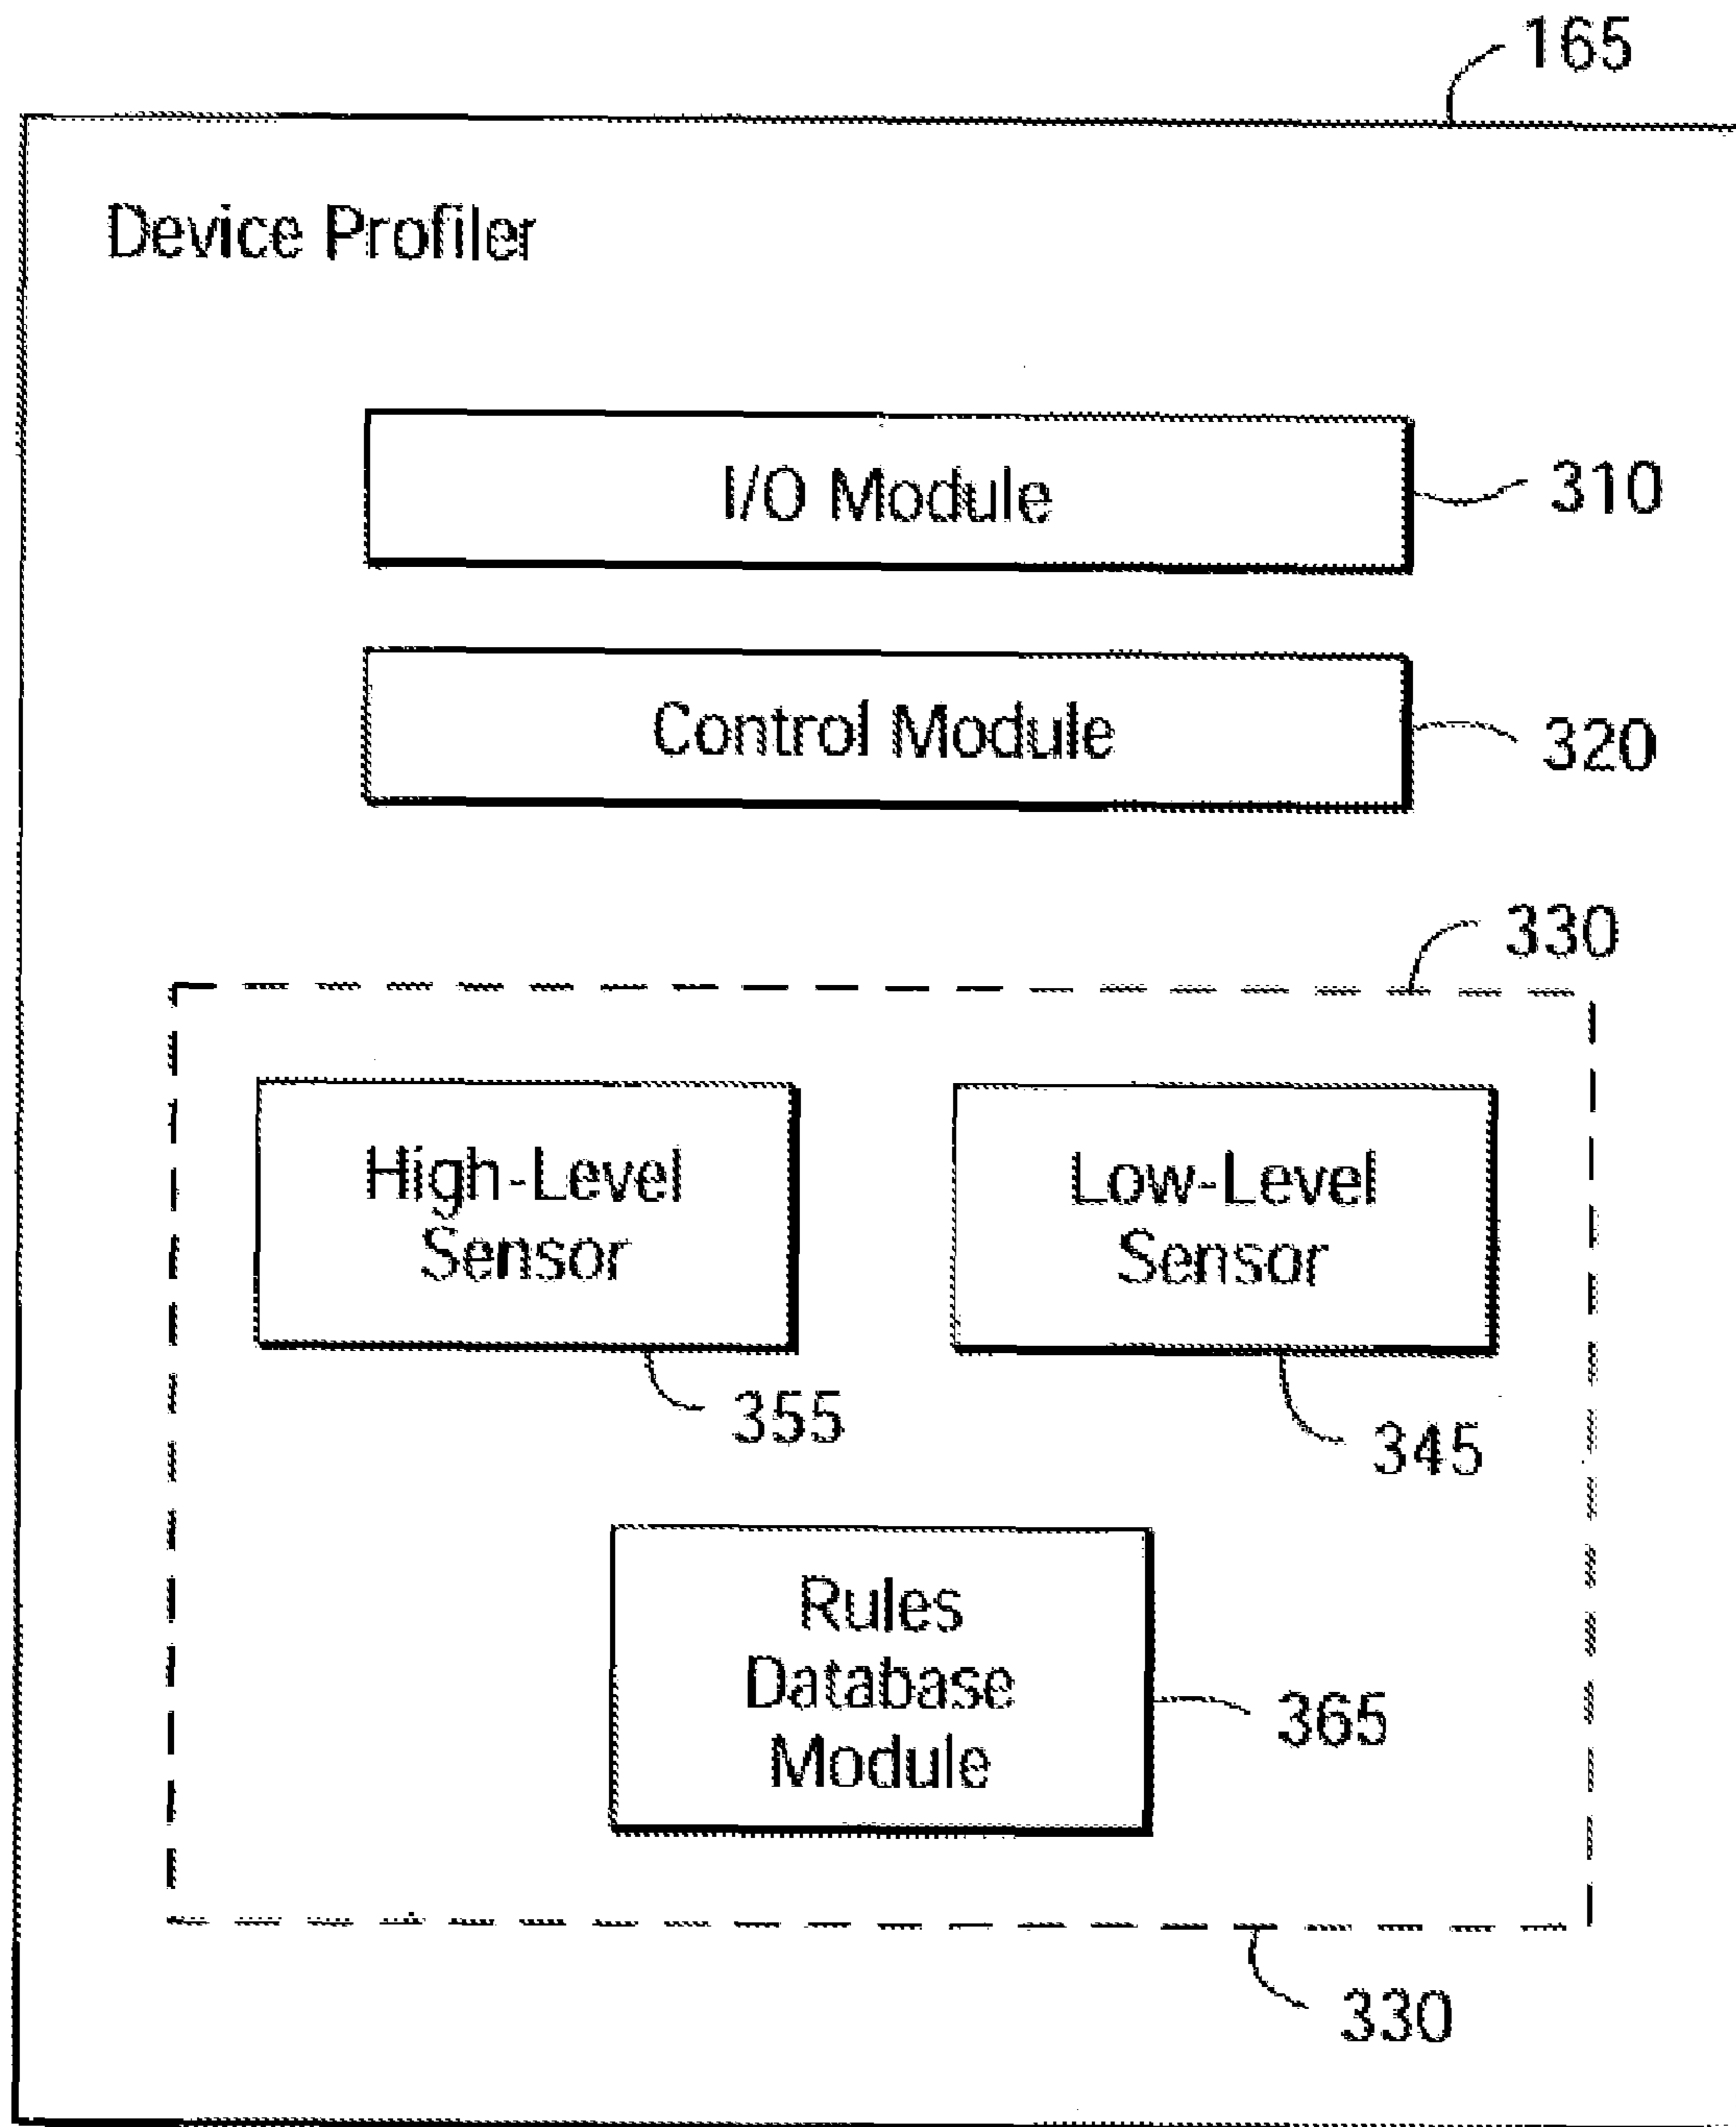 165
Device Profiler
I/O Module
310
Control Module
320
330
High-Level
Sensor
Low-Level
Sensor
355
345
Rules
Database
Module
365
330